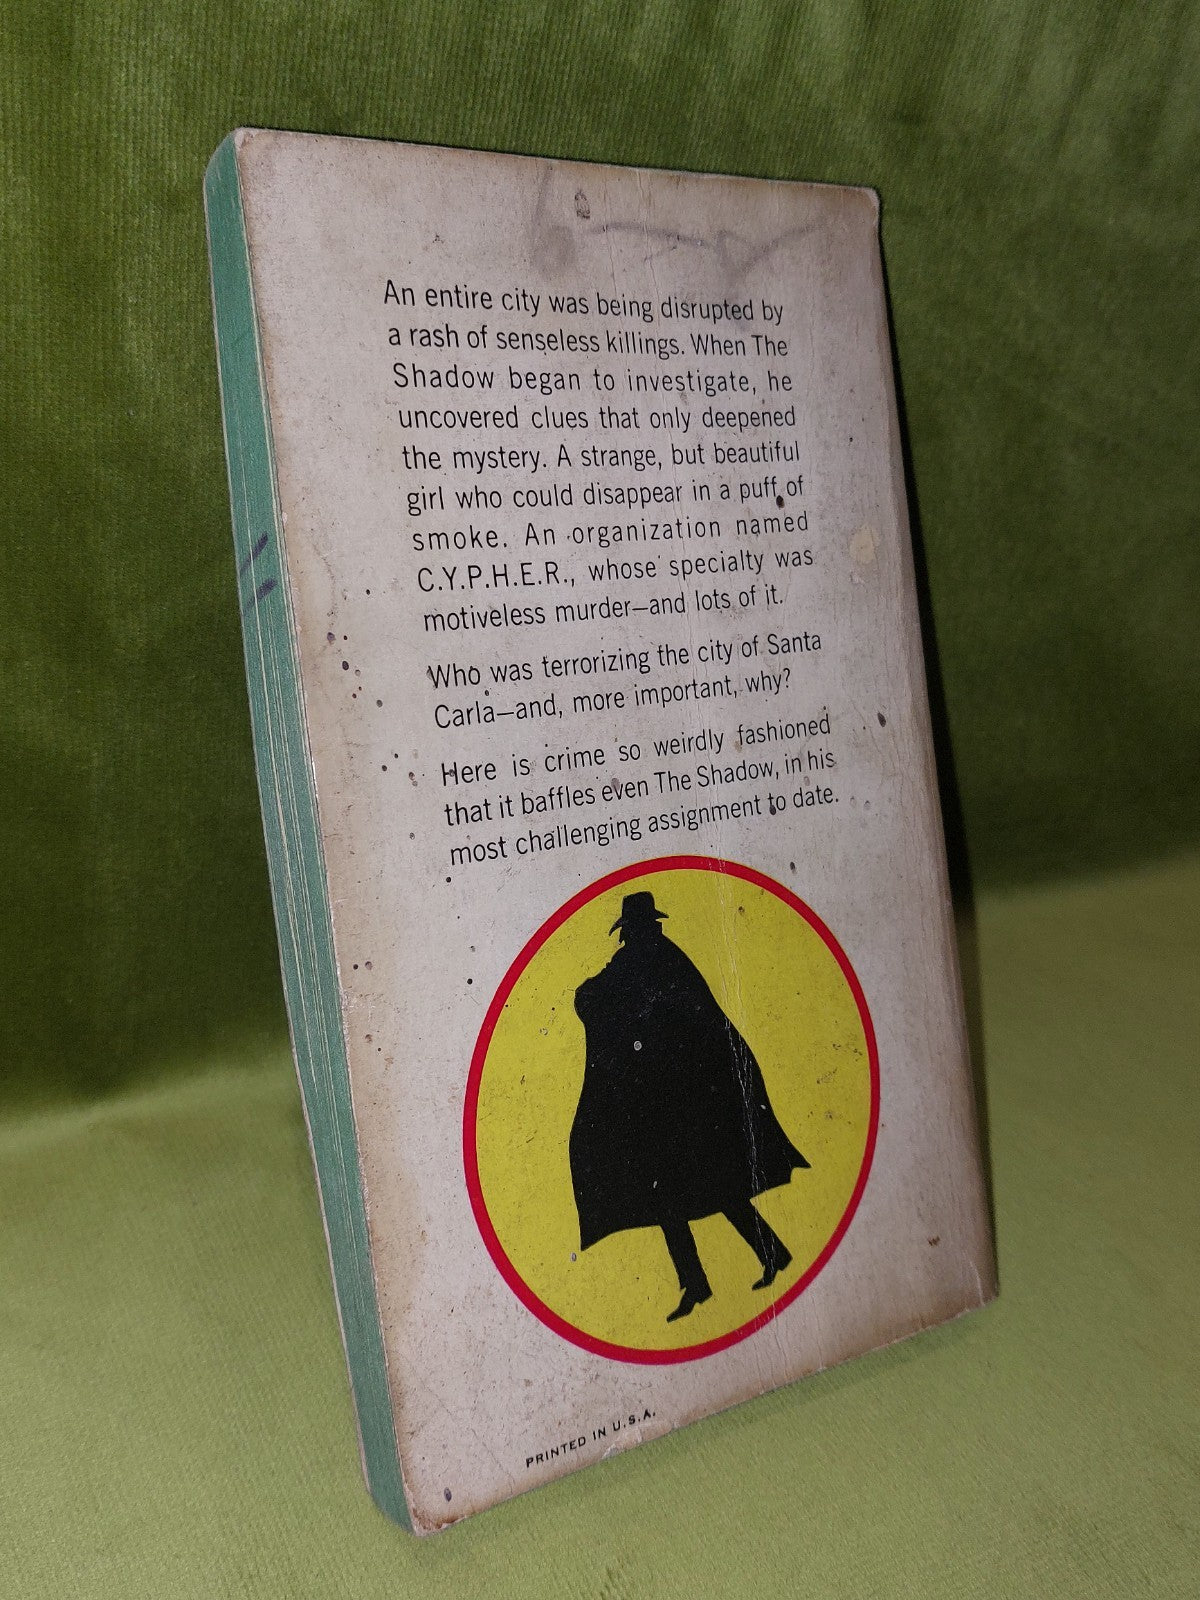 An entire city was being disrupted by
a rash of senseless killings. When The
Shadow began to investigate, he
uncovered clues that only deepened
the mystery. A strange, but beautiful
girl who could disappear in a puff of
smoke. An organization named
C.Y.P.H.E.R., whose specialty was
motiveless murder—and lots of it.
Who was terrorizing the city of Santa
Carla—and, more important, why?
Here is crime so weirdly fashioned
that it baffles even The Shadow, in his
most challenging assignment to date.
PRINTED IN U.S.A.